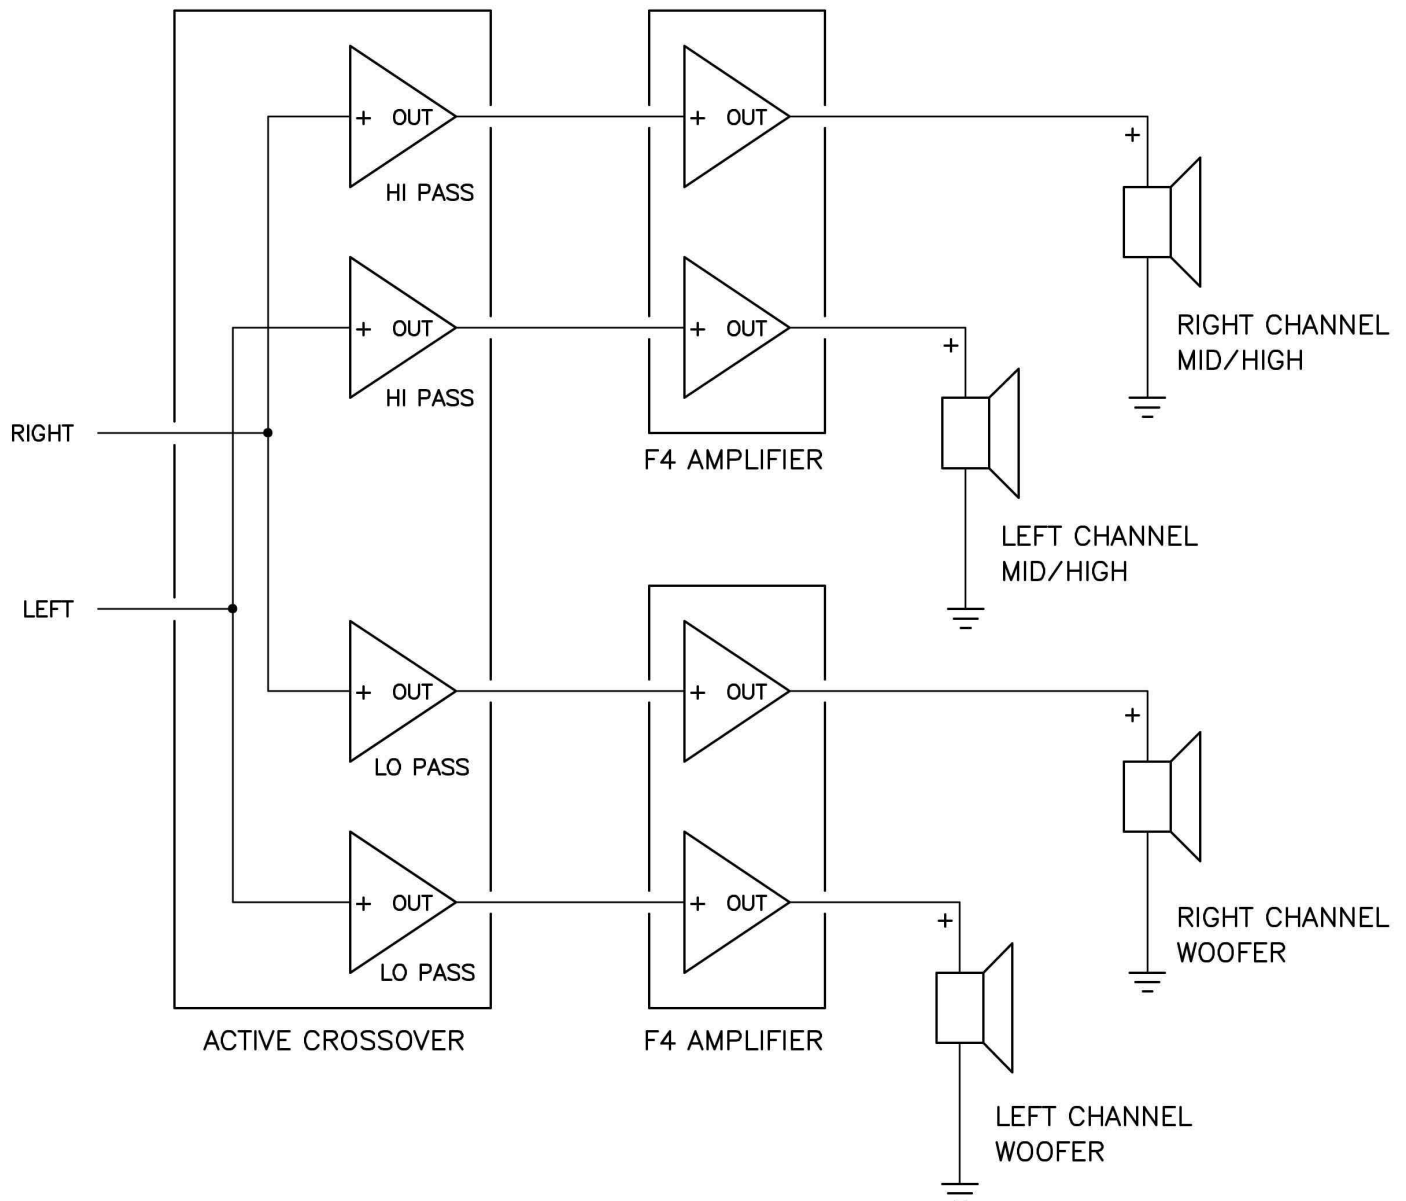 + OUT
+ OUT
+
HI PASS
+ OUT
+ OUT
+
RIGHT CHANNEL
MID/HIGH
HI PASS
RIGHT
F4 AMPLIFIER
LEFT CHANNEL
MID/HIGH
LEFT
+ OUT
+ OUT
+
LO PASS
+ OUT
+ OUT
+
RIGHT CHANNEL
WOOFER
LO PASS
ACTIVE CROSSOVER
F4 AMPLIFIER
LEFT CHANNEL
WOOFER